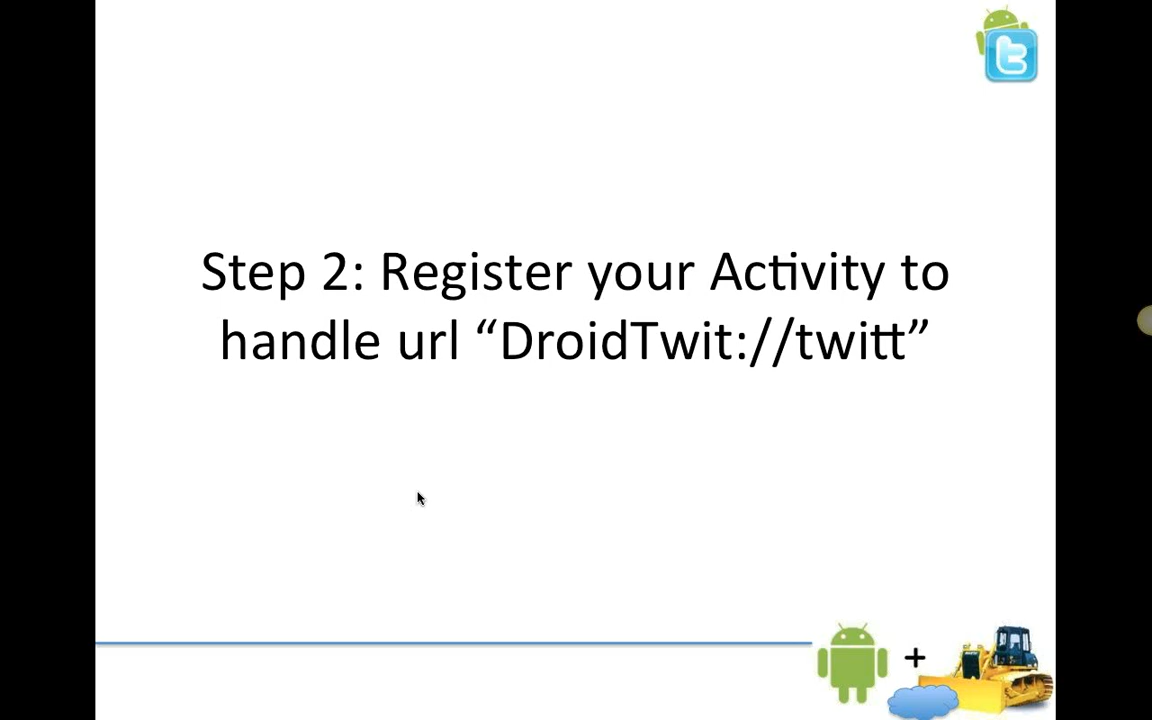 Step 2: Register your Activity to
handle url “DroidTwit://twitt”
+